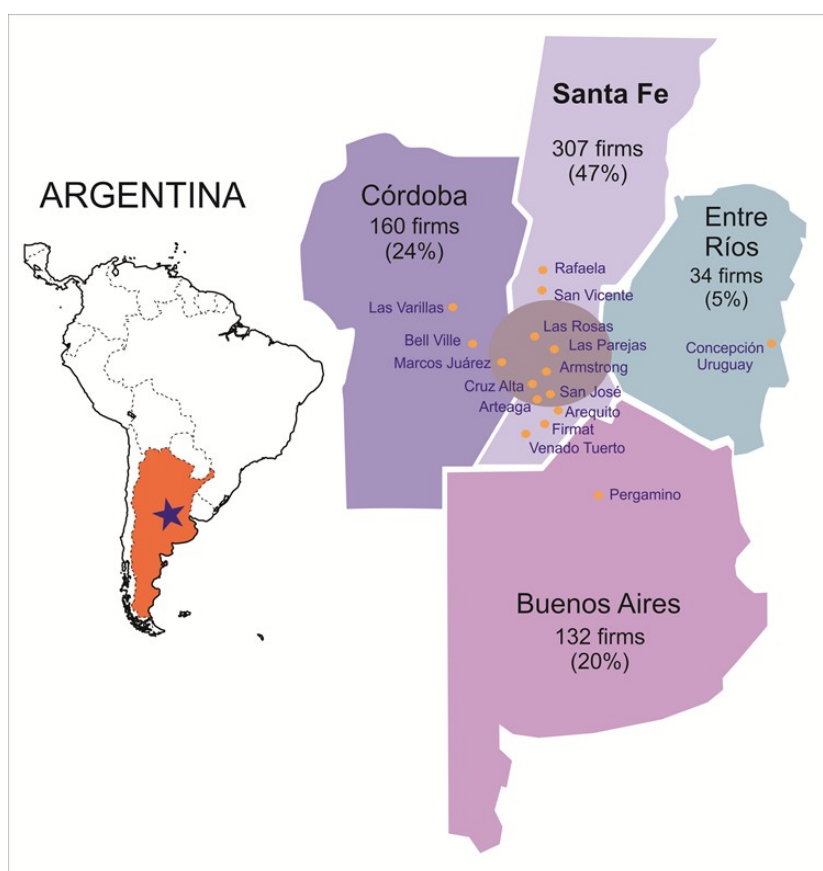 ARGENTINA
Santa Fe
307 firms
(47%)
Córdoba
160 firms
(24%)
Entre
Ríos
34 firms
(5%)
Rafaela
San Vicente
Las Varillas
Las Rosas
Bell Ville
Las Parejas
Concepción
Uruguay
Marcos Juárez
Armstrong
Cruz Alta
San José
Arteaga
Arequito
Firmat
Venado Tuerto
Pergamino
Buenos Aires
132 firms
(20%)